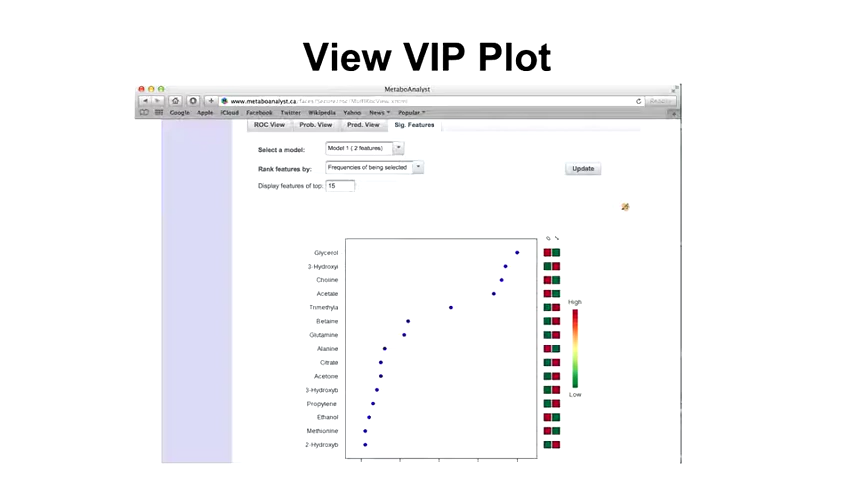 View VIP Plot
MetaboAnalyst
www.metaboanalyst.ca
Google Apple iCloud Facebook Twitter Wikipedia Yahoo News Popular
ROC View Prob. View Pred. View Sig. Features
Select a model: Model 1 ( 2 features)
Rank features by: Frequencies of being selected Update
Display features of top: 15
Glycerol
3-Hydroxyi
Choline
Acetate
High
Trimethyla
Betaine
Glutamine
Alanine
Citrate
Acetone
3-Hydroxyb
Low
Propylene
Ethanol
Methionine
2-Hydroxyb